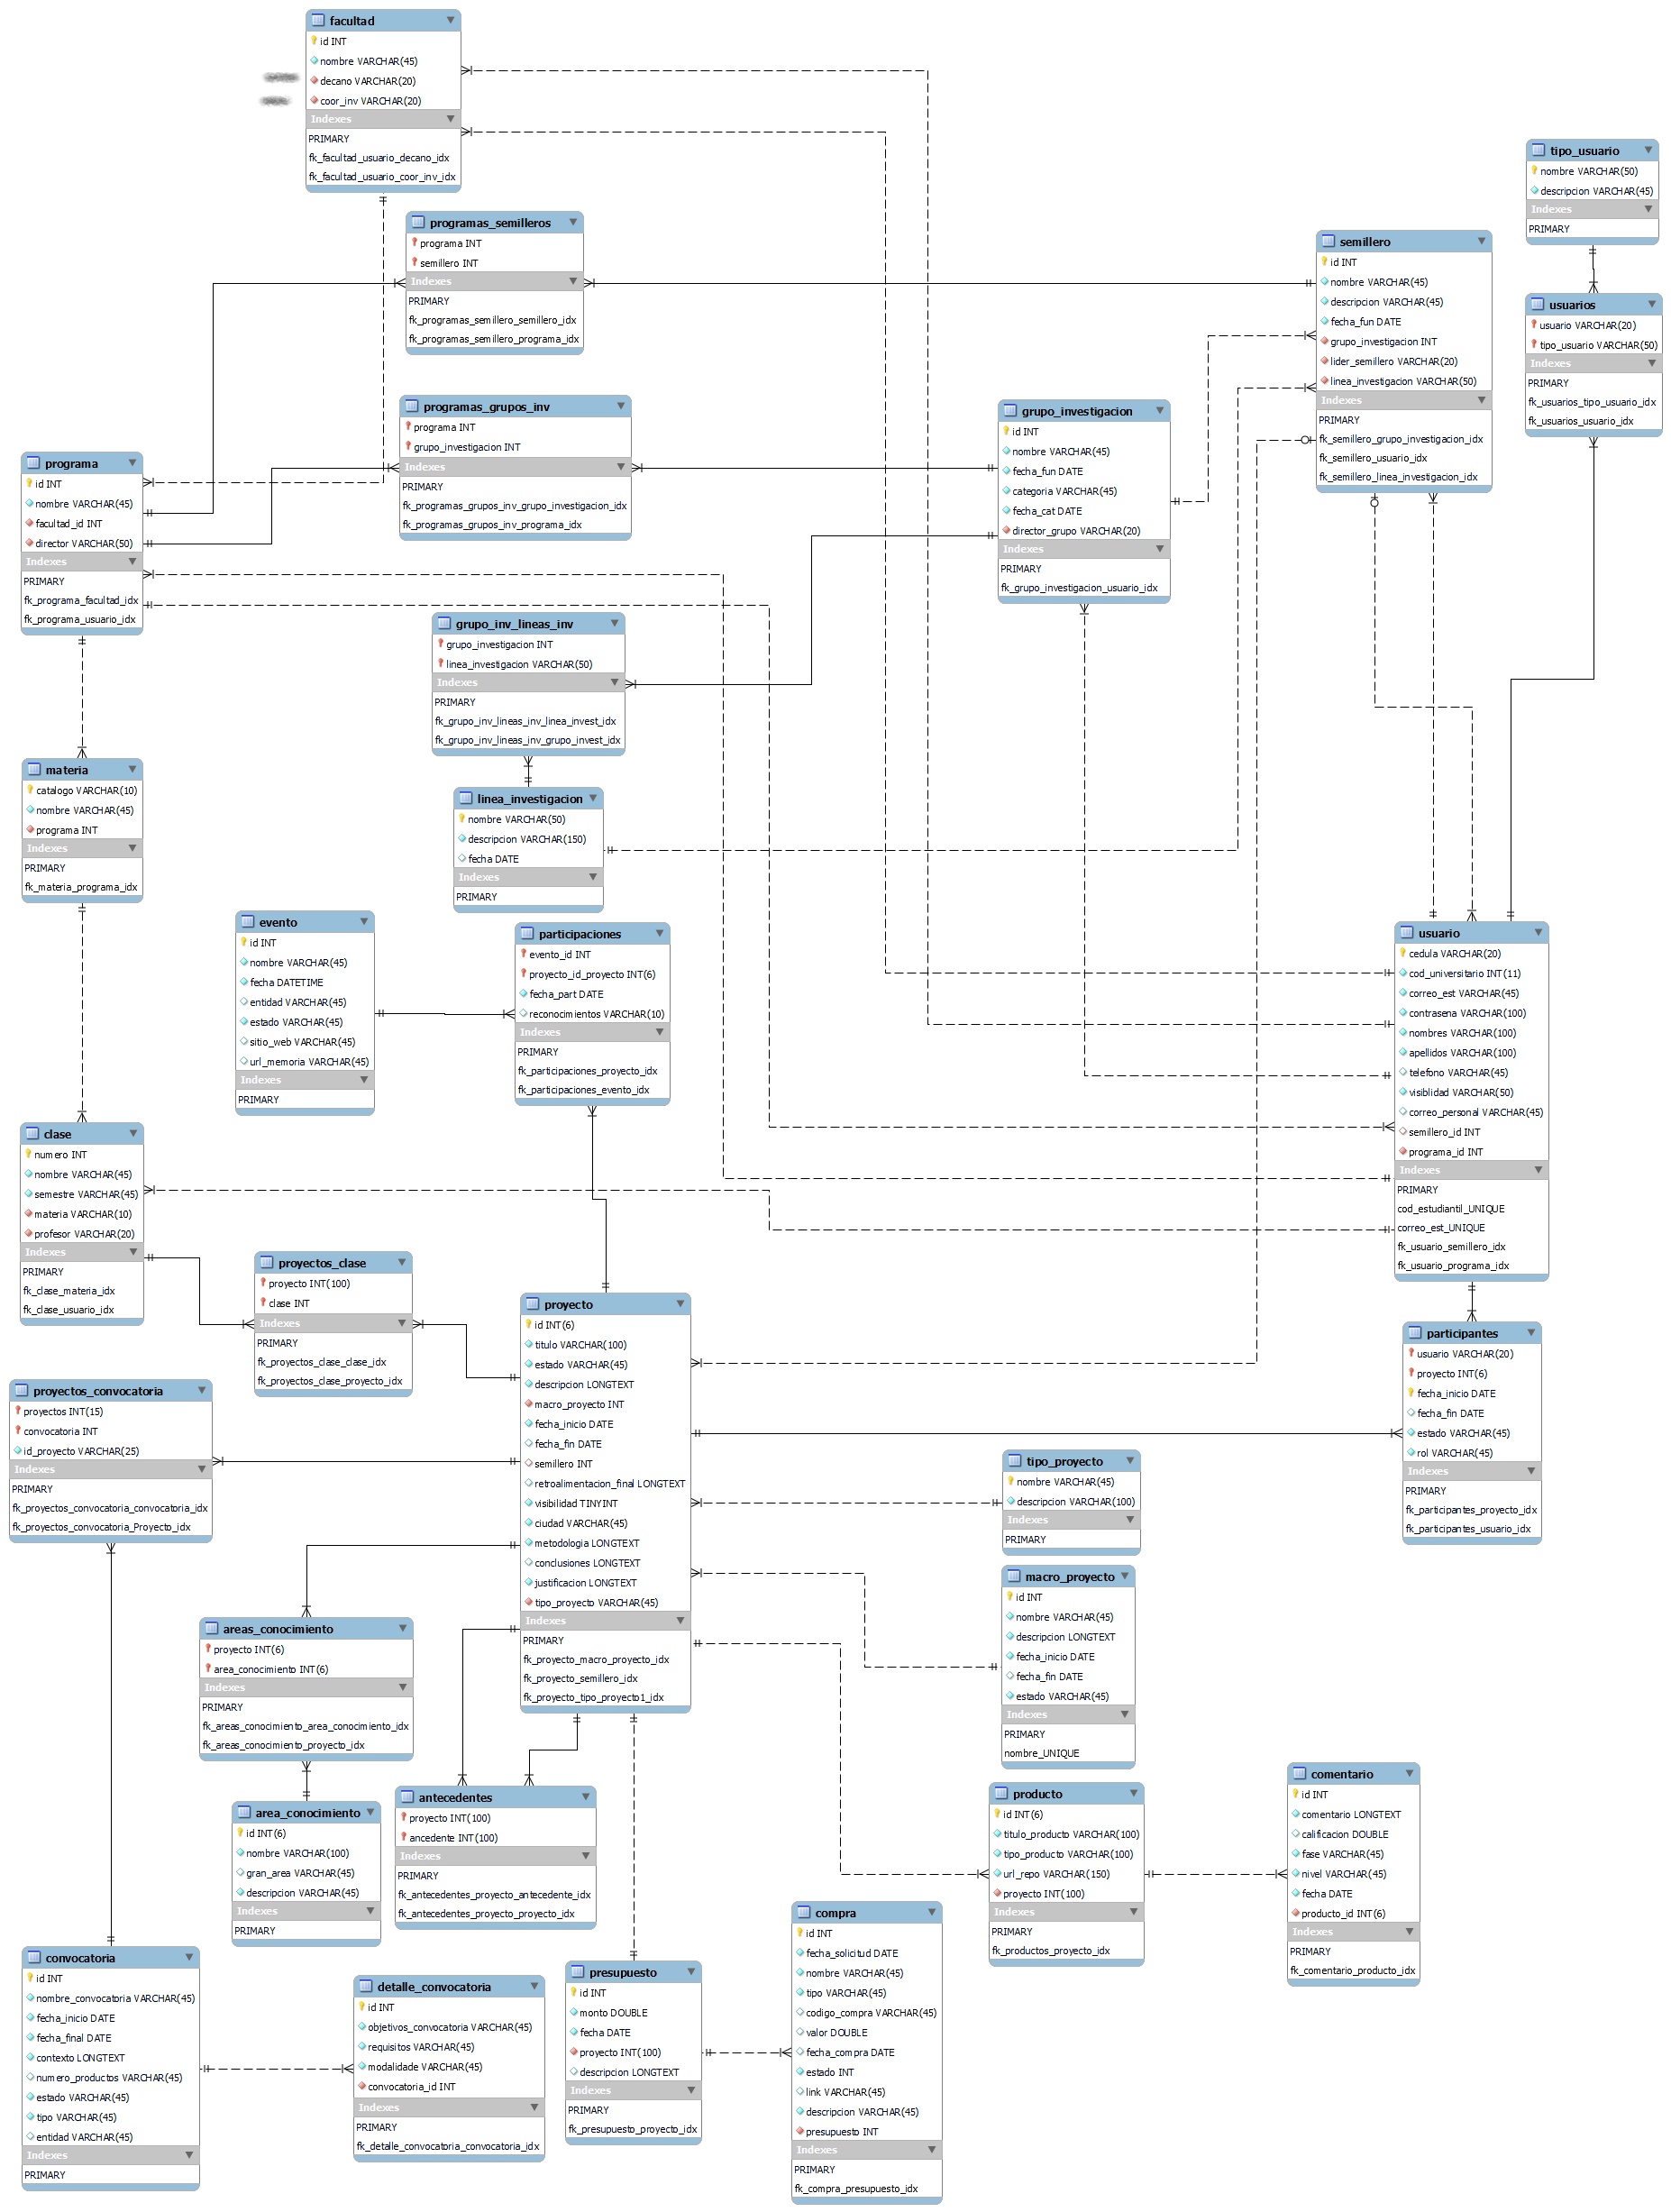 facultad
id INT
nombre VARCHAR(45)
decano VARCHAR(20)
coor_inv VARCHAR(20)
Indexes
PRIMARY
fk_facultad_usuario_decano_idx
fk_facultad_usuario_coor_inv_idx
programas_semilleros
programa INT
semillero INT
Indexes
PRIMARY
fk_programas_semillero_semillero_idx
fk_programas_semillero_programa_idx
tipo_usuario
nombre VARCHAR(50)
descripcion VARCHAR(45)
Indexes
PRIMARY
semillero
id INT
nombre VARCHAR(45)
descripcion VARCHAR(45)
fecha_fun DATE
grupo_investigacion INT
lider_semillero VARCHAR(20)
linea_investigacion VARCHAR(50)
Indexes
PRIMARY
fk_semillero_grupo_investigacion_idx
fk_semillero_usuario_idx
fk_semillero_linea_investigacion_idx
usuarios
usuario VARCHAR(20)
tipo_usuario VARCHAR(50)
Indexes
PRIMARY
fk_usuarios_tipo_usuario_idx
fk_usuarios_usuario_idx
programas_grupos_inv
programa INT
grupo_investigacion INT
Indexes
PRIMARY
fk_programas_grupos_inv_grupo_investigacion_idx
fk_programas_grupos_inv_programa_idx
grupo_investigacion
id INT
nombre VARCHAR(45)
fecha_fun DATE
categoria VARCHAR(45)
fecha_cat DATE
director_grupo VARCHAR(20)
Indexes
PRIMARY
fk_grupo_investigacion_usuario_idx
programa
id INT
nombre VARCHAR(45)
facultad_id INT
director VARCHAR(50)
Indexes
PRIMARY
fk_programa_facultad_idx
fk_programa_usuario_idx
grupo_inv_lineas_inv
grupo_investigacion INT
linea_investigacion VARCHAR(50)
Indexes
PRIMARY
fk_grupo_inv_lineas_inv_linea_invest_idx
fk_grupo_inv_lineas_inv_grupo_invest_idx
materia
catalogo VARCHAR(10)
nombre VARCHAR(45)
programa INT
Indexes
PRIMARY
fk_materia_programa_idx
linea_investigacion
nombre VARCHAR(50)
descripcion VARCHAR(150)
fecha DATE
Indexes
PRIMARY
evento
id INT
nombre VARCHAR(45)
fecha DATETIME
entidad VARCHAR(45)
estado VARCHAR(45)
sitio_web VARCHAR(45)
url_memoria VARCHAR(45)
Indexes
PRIMARY
participaciones
evento_id INT
proyecto_id_proyecto INT(6)
fecha_part DATE
reconocimientos VARCHAR(10)
Indexes
PRIMARY
fk_participaciones_proyecto_idx
fk_participaciones_evento_idx
usuario
cedula VARCHAR(20)
cod_universitario INT(11)
correo_est VARCHAR(45)
contrasena VARCHAR(100)
nombres VARCHAR(100)
apellidos VARCHAR(100)
telefono VARCHAR(45)
visiblidad VARCHAR(50)
correo_personal VARCHAR(45)
semillero_id INT
programa_id INT
Indexes
PRIMARY
cod_estudiantil_UNIQUE
correo_est_UNIQUE
fk_usuario_semillero_idx
fk_usuario_programa_idx
clase
numero INT
nombre VARCHAR(45)
semestre VARCHAR(45)
materia VARCHAR(10)
profesor VARCHAR(20)
Indexes
PRIMARY
fk_clase_materia_idx
fk_clase_usuario_idx
proyectos_clase
proyecto INT(100)
clase INT
Indexes
PRIMARY
fk_proyectos_clase_clase_idx
fk_proyectos_clase_proyecto_idx
proyecto
id INT(6)
titulo VARCHAR(100)
estado VARCHAR(45)
descripcion LONGTEXT
macro_proyecto INT
fecha_inicio DATE
fecha_fin DATE
semillero INT
retroalimentacion_final LONGTEXT
visibilidad TINYINT
ciudad VARCHAR(45)
metodologia LONGTEXT
conclusiones LONGTEXT
justificacion LONGTEXT
tipo_proyecto VARCHAR(45)
Indexes
PRIMARY
fk_proyecto_macro_proyecto_idx
fk_proyecto_semillero_idx
fk_proyecto_tipo_proyecto1_idx
participantes
usuario VARCHAR(20)
proyecto INT(6)
fecha_inicio DATE
fecha_fin DATE
estado VARCHAR(45)
rol VARCHAR(45)
Indexes
PRIMARY
fk_participantes_proyecto_idx
fk_participantes_usuario_idx
proyectos_convocatoria
proyectos INT(15)
convocatoria INT
id_proyecto VARCHAR(25)
Indexes
PRIMARY
fk_proyectos_convocatoria_convocatoria_idx
fk_proyectos_convocatoria_Proyecto_idx
tipo_proyecto
nombre VARCHAR(45)
descripcion VARCHAR(100)
Indexes
PRIMARY
macro_proyecto
id INT
nombre VARCHAR(45)
descripcion LONGTEXT
fecha_inicio DATE
fecha_fin DATE
estado VARCHAR(45)
Indexes
PRIMARY
nombre_UNIQUE
areas_conocimiento
proyecto INT(6)
area_conocimiento INT(6)
Indexes
PRIMARY
fk_areas_conocimiento_area_conocimiento_idx
fk_areas_conocimiento_proyecto_idx
area_conocimiento
id INT(6)
nombre VARCHAR(100)
gran_area VARCHAR(45)
descripcion VARCHAR(45)
Indexes
PRIMARY
antecedentes
proyecto INT(100)
ancedente INT(100)
Indexes
PRIMARY
fk_antecedentes_proyecto_antecedente_idx
fk_antecedentes_proyecto_proyecto_idx
producto
id INT(6)
titulo_producto VARCHAR(100)
tipo_producto VARCHAR(100)
url_repo VARCHAR(150)
proyecto INT(100)
Indexes
PRIMARY
fk_productos_proyecto_idx
comentario
id INT
comentario LONGTEXT
calificacion DOUBLE
fase VARCHAR(45)
nivel VARCHAR(45)
fecha DATE
producto_id INT(6)
Indexes
PRIMARY
fk_comentario_producto_idx
convocatoria
id INT
nombre_convocatoria VARCHAR(45)
fecha_inicio DATE
fecha_final DATE
contexto LONGTEXT
numero_productos VARCHAR(45)
estado VARCHAR(45)
tipo VARCHAR(45)
entidad VARCHAR(45)
Indexes
PRIMARY
detalle_convocatoria
id INT
objetivos_convocatoria VARCHAR(45)
requisitos VARCHAR(45)
modalidade VARCHAR(45)
convocatoria_id INT
Indexes
PRIMARY
fk_detalle_convocatoria_convocatoria_idx
presupuesto
id INT
monto DOUBLE
fecha DATE
proyecto INT(100)
descripcion LONGTEXT
Indexes
PRIMARY
fk_presupuesto_proyecto_idx
compra
id INT
fecha_solicitud DATE
nombre VARCHAR(45)
tipo VARCHAR(45)
codigo_compra VARCHAR(45)
valor DOUBLE
fecha_compra DATE
estado INT
link VARCHAR(45)
descripcion VARCHAR(45)
presupuesto INT
Indexes
PRIMARY
fk_compra_presupuesto_idx